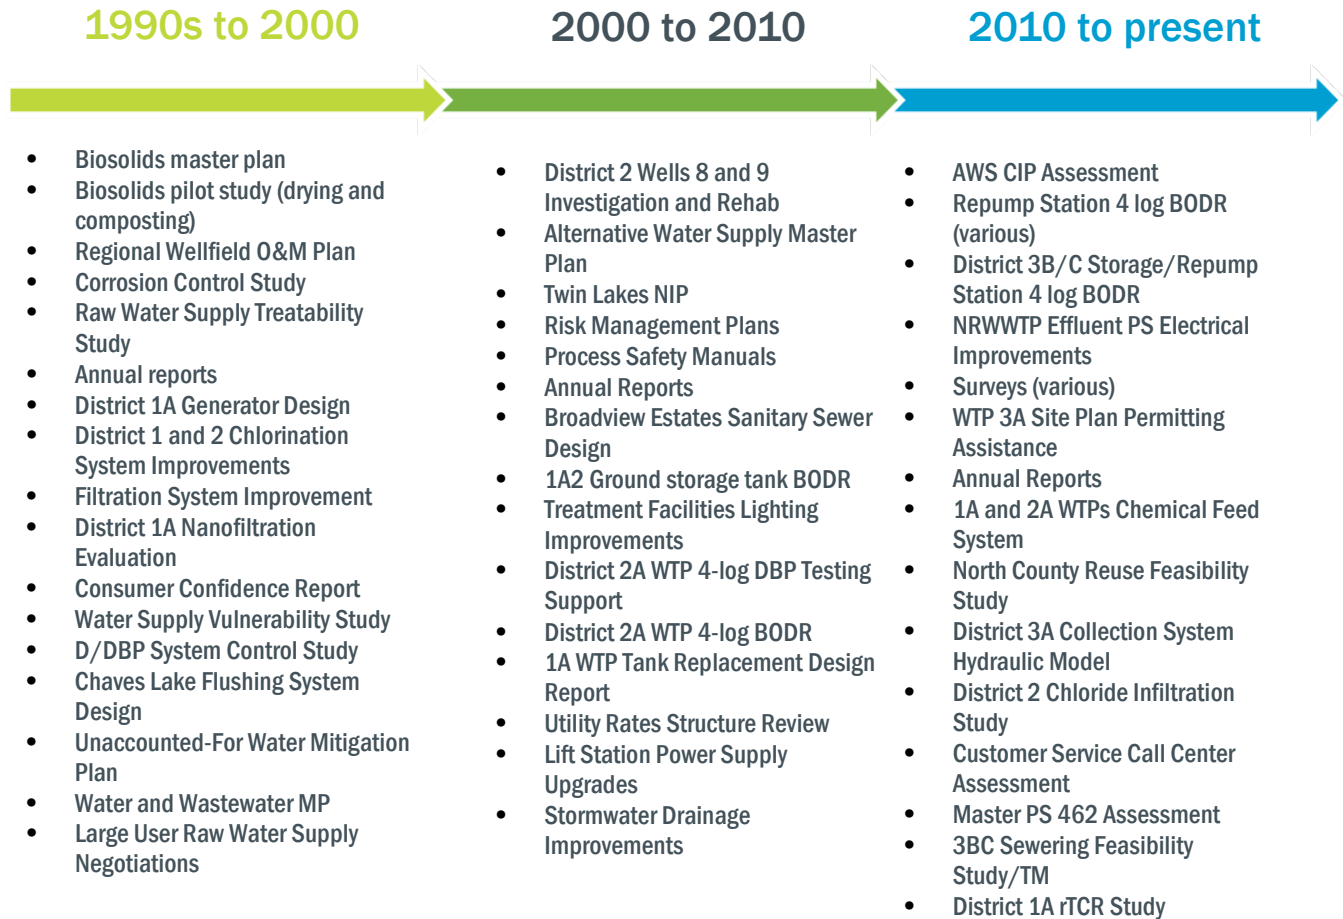 1990s to 2000
2000 to 2010
2010 to present
• Biosolids master plan
• Biosolids pilot study (drying and
composting)
• Regional Wellfield O&M Plan
• Corrosion Control Study
• Raw Water Supply Treatability
Study
• Annual reports
• District 1A Generator Design
• District 1 and 2 Chlorination
System Improvements
• Filtration System Improvement
• District 1A Nanofiltration
Evaluation
• Consumer Confidence Report
• Water Supply Vulnerability Study
• D/DBP System Control Study
• Chaves Lake Flushing System
Design
• Unaccounted-For Water Mitigation
Plan
• Water and Wastewater MP
• Large User Raw Water Supply
Negotiations
• District 2 Wells 8 and 9
Investigation and Rehab
• Alternative Water Supply Master
Plan
• Twin Lakes NIP
• Risk Management Plans
• Process Safety Manuals
• Annual Reports
• Broadview Estates Sanitary Sewer
Design
• 1A2 Ground storage tank BODR
• Treatment Facilities Lighting
Improvements
• District 2A WTP 4-log DBP Testing
Support
• District 2A WTP 4-log BODR
• 1A WTP Tank Replacement Design
Report
• Utility Rates Structure Review
• Lift Station Power Supply
Upgrades
• Stormwater Drainage
Improvements
• AWS CIP Assessment
• Repump Station 4 log BODR
(various)
• District 3B/C Storage/Repump
Station 4 log BODR
• NRWWTP Effluent PS Electrical
Improvements
• Surveys (various)
• WTP 3A Site Plan Permitting
Assistance
• Annual Reports
• 1A and 2A WTPs Chemical Feed
System
• North County Reuse Feasibility
Study
• District 3A Collection System
Hydraulic Model
• District 2 Chloride Infiltration
Study
• Customer Service Call Center
Assessment
• Master PS 462 Assessment
• 3BC Sewering Feasibility
Study/TM
• District 1A rTCR Study